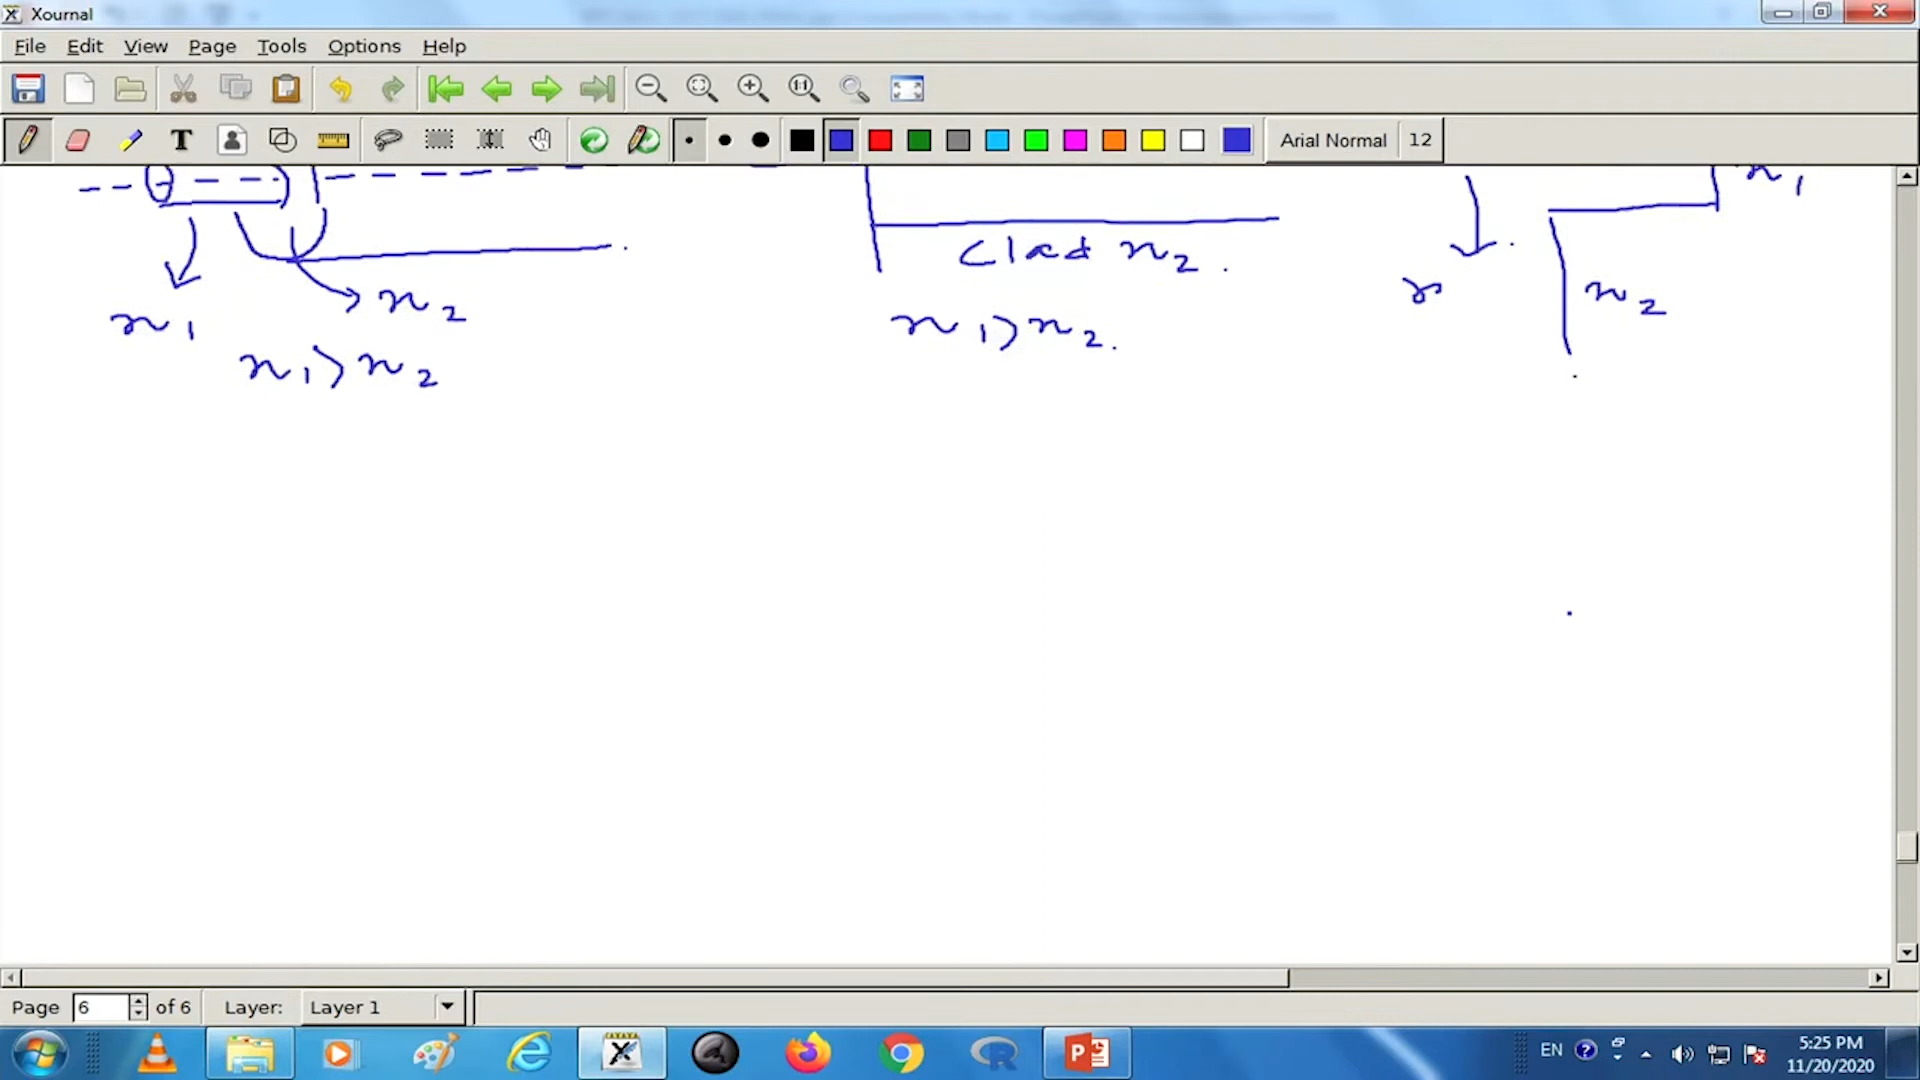 Xournal
File Edit View Page Tools Options Help
Arial Normal 12
n1
n2
n1 > n2
Clad n2.
n1 > n2.
r
n1
n2
Page 6 of 6 Layer: Layer 1
EN 5:25 PM
11/20/2020